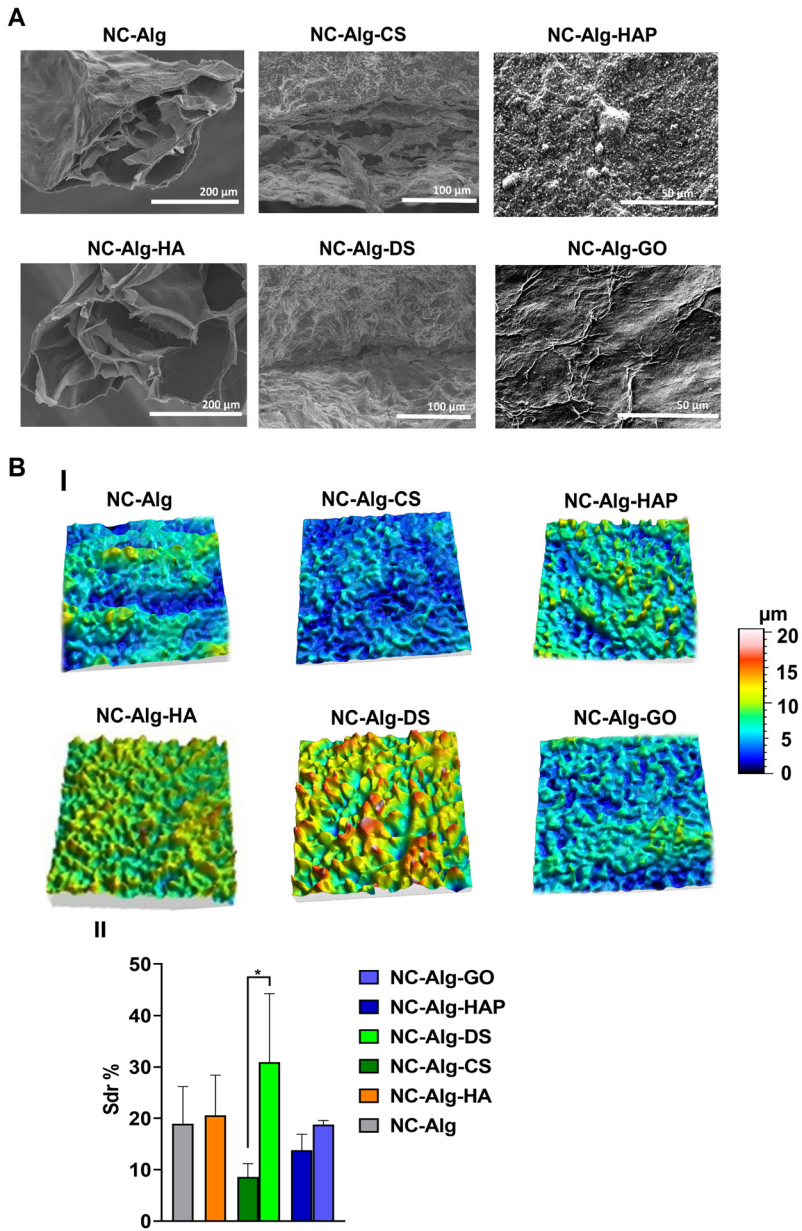 A
NC-Alg
NC-Alg-CS
NC-Alg-HAP
200 µm
100 µm
50 µm
NC-Alg-HA
NC-Alg-DS
NC-Alg-GO
200 µm
100 µm
50 µm
B
I
NC-Alg
NC-Alg-CS
NC-Alg-HAP
µm
20
15
10
5
0
NC-Alg-HA
NC-Alg-DS
NC-Alg-GO
II
50
40
30
20
10
0
Sdr %
*
NC-Alg-GO
NC-Alg-HAP
NC-Alg-DS
NC-Alg-CS
NC-Alg-HA
NC-Alg